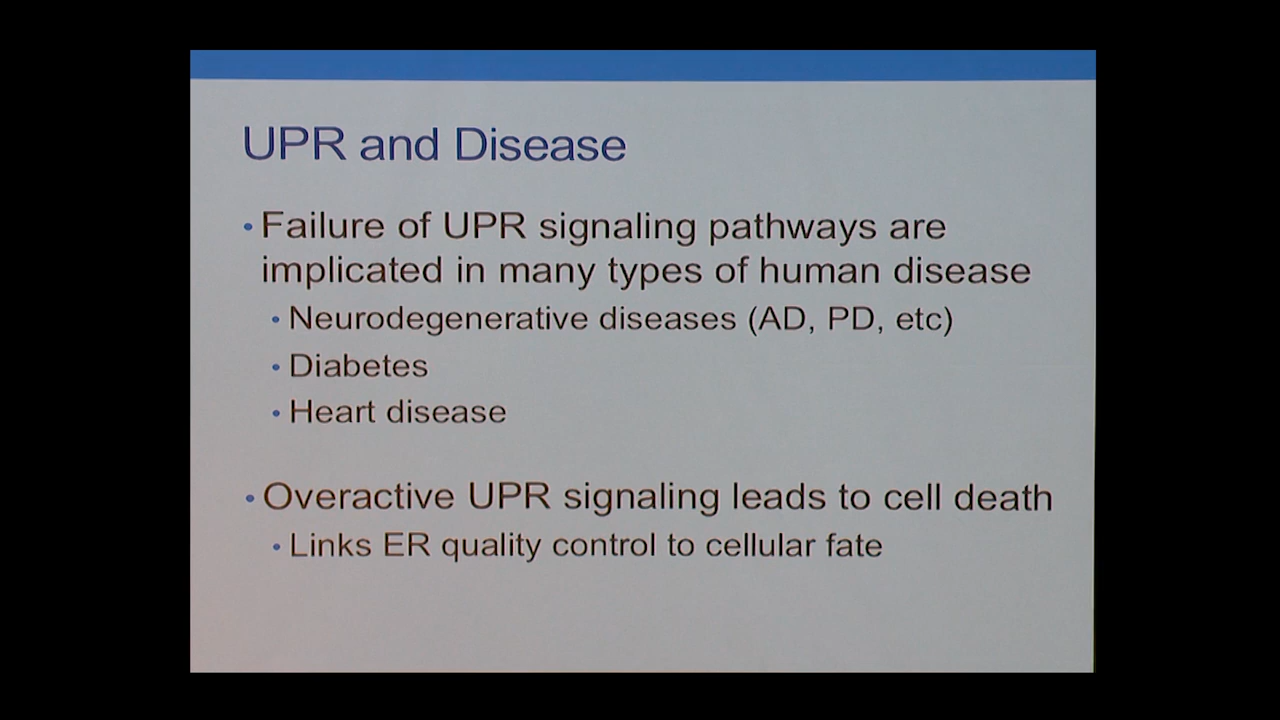 UPR and Disease
• Failure of UPR signaling pathways are
implicated in many types of human disease
• Neurodegenerative diseases (AD, PD, etc)
• Diabetes
• Heart disease
• Overactive UPR signaling leads to cell death
• Links ER quality control to cellular fate